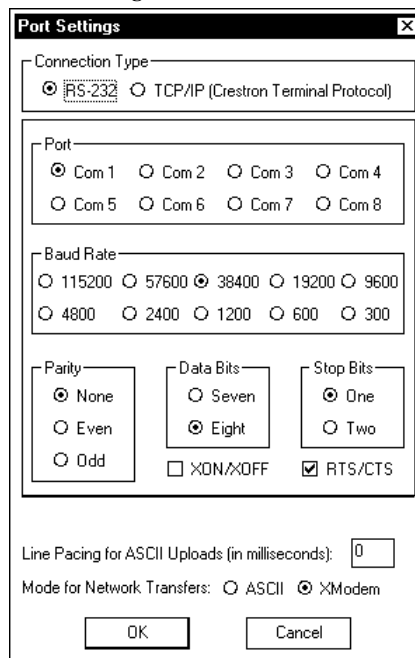 Port Settings
Connection Type
RS-232 TCP/IP (Crestron Terminal Protocol)
Port
Com 1 Com 2 Com 3 Com 4
Com 5 Com 6 Com 7 Com 8
Baud Rate
115200 57600 38400 19200 9600
4800 2400 1200 600 300
Parity Data Bits Stop Bits
None Seven One
Even Eight Two
Odd XON/XOFF RTS/CTS
Line Pacing for ASCII Uploads (in milliseconds): 0
Mode for Network Transfers: ASCII XModem
OK Cancel